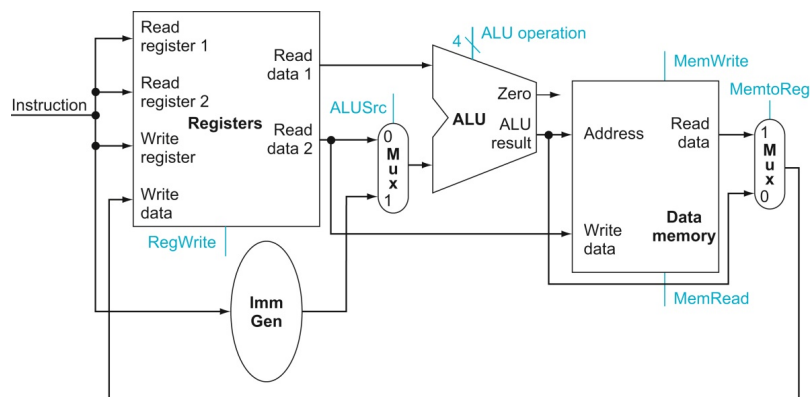 Instruction
Read
register 1
Read
register 2
Write
register
Write
data
Registers
Read
data 1
Read
data 2
RegWrite
Imm
Gen
ALUSrc
0
M
u
x
1
4
ALU operation
ALU
Zero
ALU
result
MemWrite
Address
Read
data
Write
data
Data
memory
MemRead
MemtoReg
1
M
u
x
0